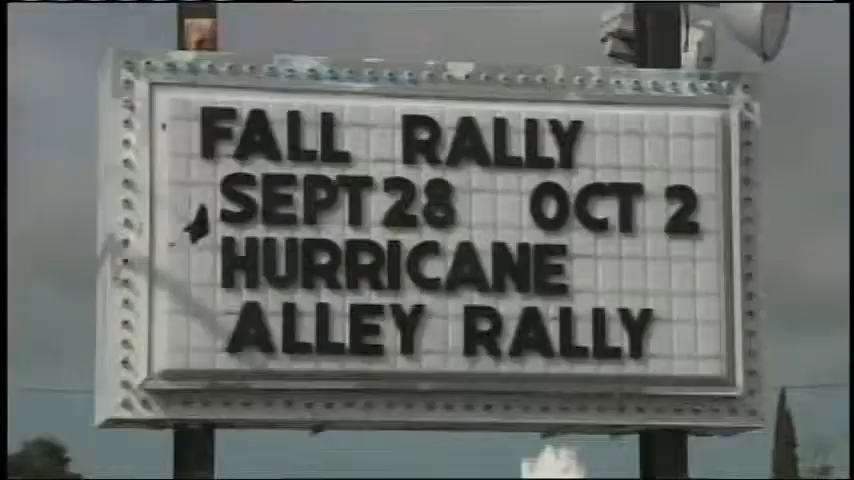 FALL RALLY
SEPT 28 OCT 2
HURRICANE
ALLEY RALLY